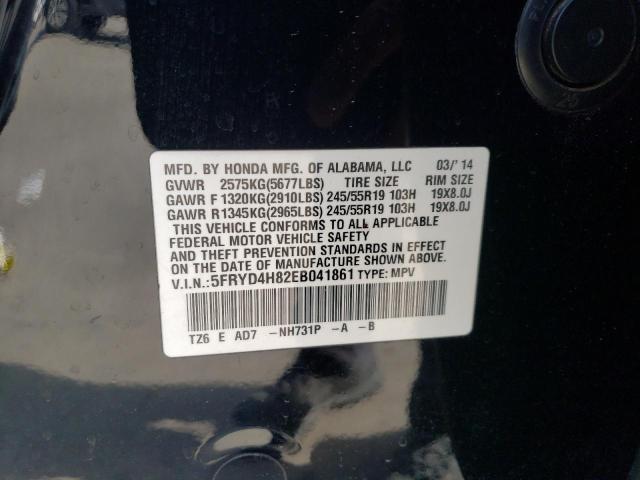 MFD. BY HONDA MFG. OF ALABAMA, LLC 03/'14
GVWR 2575KG(5677LBS) TIRE SIZE RIM SIZE
GAWR F 1320KG(2910LBS) 245/55R19 103H 19X8.0J
GAWR R1345KG(2965LBS) 245/55R19 103H 19X8.0J
THIS VEHICLE CONFORMS TO ALL APPLICABLE
FEDERAL MOTOR VEHICLE SAFETY
AND THEFT PREVENTION STANDARDS IN EFFECT
ON THE DATE OF MANUFACTURE SHOWN ABOVE.
V.I.N.:5FRYD4H82EB041861 TYPE: MPV
TZ6 E AD7 -NH731P -A -B